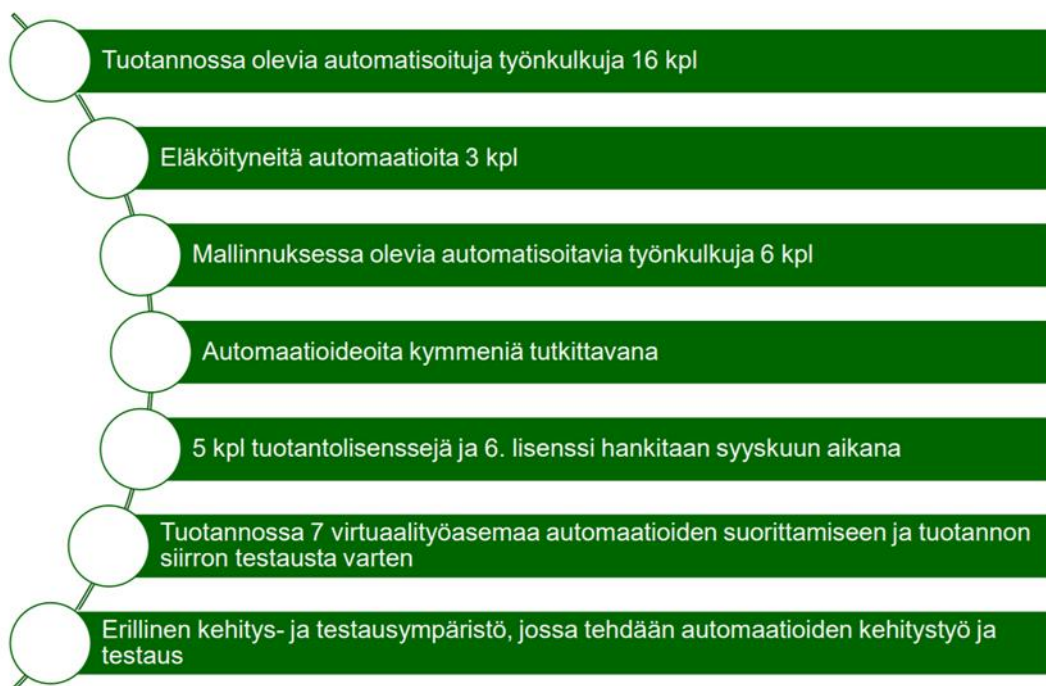 Tuotannossa olevia automatisoituja työnkulkuja 16 kpl
Eläköityneitä automaatioita 3 kpl
Mallinnuksessa olevia automatisoitavia työnkulkuja 6 kpl
Automaatioideoita kymmeniä tutkittavana
5 kpl tuotantolisenssejä ja 6. lisenssi hankitaan syyskuun aikana
Tuotannossa 7 virtuaalityöasemaa automaatioiden suorittamiseen ja tuotannon
siirron testausta varten
Erillinen kehitys- ja testausympäristö, jossa tehdään automaatioiden kehitystyö ja
testaus